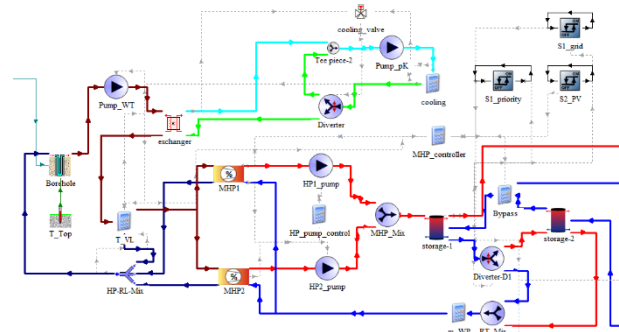 cooling_valve
S1_grid
Tee piece-2
Pump_pK
Pump_WT
cooling
S1_priority
S2_PV
Diverter
exchanger
MHP_controller
Borehole
MHP1
HP1_pump
Bypass
T_Top
T_VL
HP_pump_control
MHP_Mix
storage-1
storage-2
Diverter-D1
HP-RL-Mix
MHP2
HP2_pump